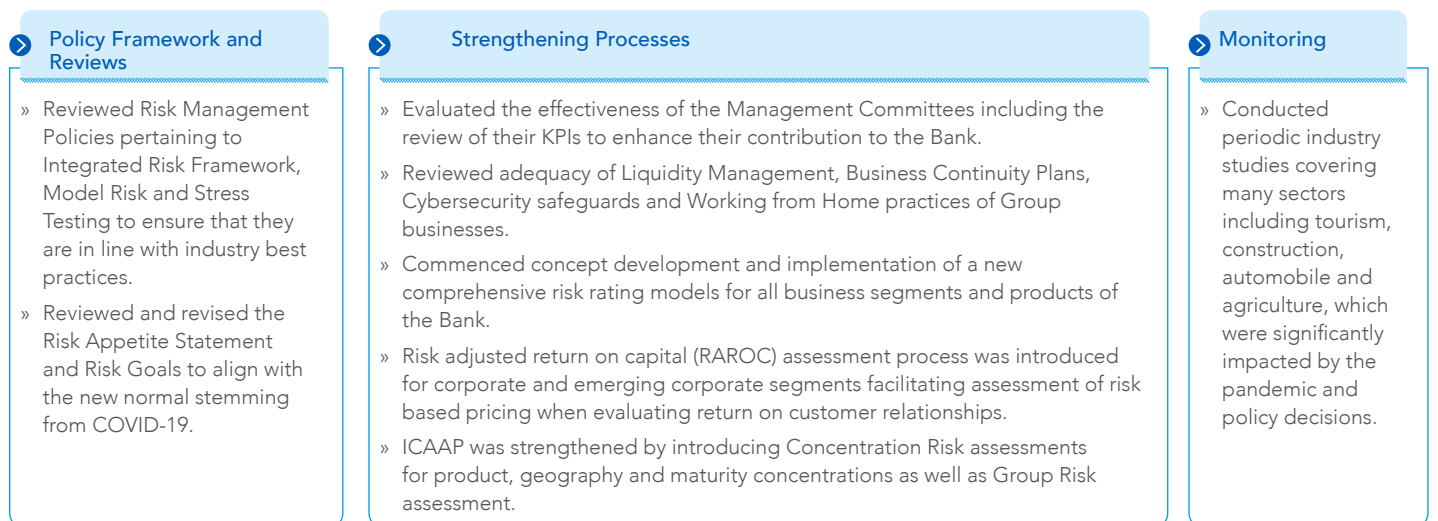 Policy Framework and
Reviews
» Reviewed Risk Management
Policies pertaining to
Integrated Risk Framework,
Model Risk and Stress
Testing to ensure that they
are in line with industry best
practices.
» Reviewed and revised the
Risk Appetite Statement
and Risk Goals to align with
the new normal stemming
from COVID-19.
Strengthening Processes
» Evaluated the effectiveness of the Management Committees including the
review of their KPIs to enhance their contribution to the Bank.
» Reviewed adequacy of Liquidity Management, Business Continuity Plans,
Cybersecurity safeguards and Working from Home practices of Group
businesses.
» Commenced concept development and implementation of a new
comprehensive risk rating models for all business segments and products of
the Bank.
» Risk adjusted return on capital (RAROC) assessment process was introduced
for corporate and emerging corporate segments facilitating assessment of risk
based pricing when evaluating return on customer relationships.
» ICAAP was strengthened by introducing Concentration Risk assessments
for product, geography and maturity concentrations as well as Group Risk
assessment.
Monitoring
» Conducted
periodic industry
studies covering
many sectors
including tourism,
construction,
automobile and
agriculture, which
were significantly
impacted by the
pandemic and
policy decisions.